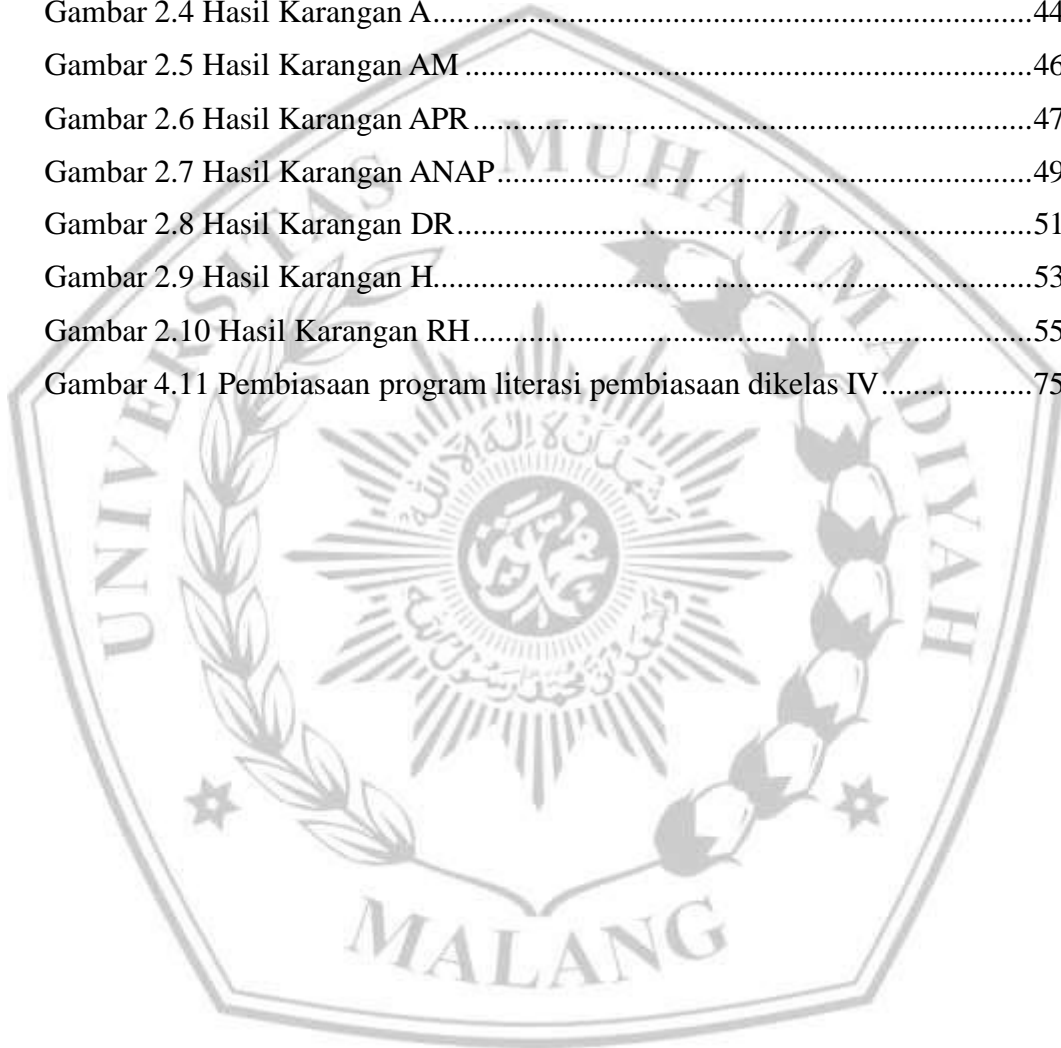 Gambar 2.4 Hasil Karangan A..........................................................................44
Gambar 2.5 Hasil Karangan AM......................................................................46
Gambar 2.6 Hasil Karangan APR.....................................................................47
Gambar 2.7 Hasil Karangan ANAP..................................................................49
Gambar 2.8 Hasil Karangan DR.......................................................................51
Gambar 2.9 Hasil Karangan H..........................................................................53
Gambar 2.10 Hasil Karangan RH.....................................................................55
Gambar 4.11 Pembiasaan program literasi pembiasaan dikelas IV...................75
UNIVERSITAS MUHAMMADIYAH
MALANG